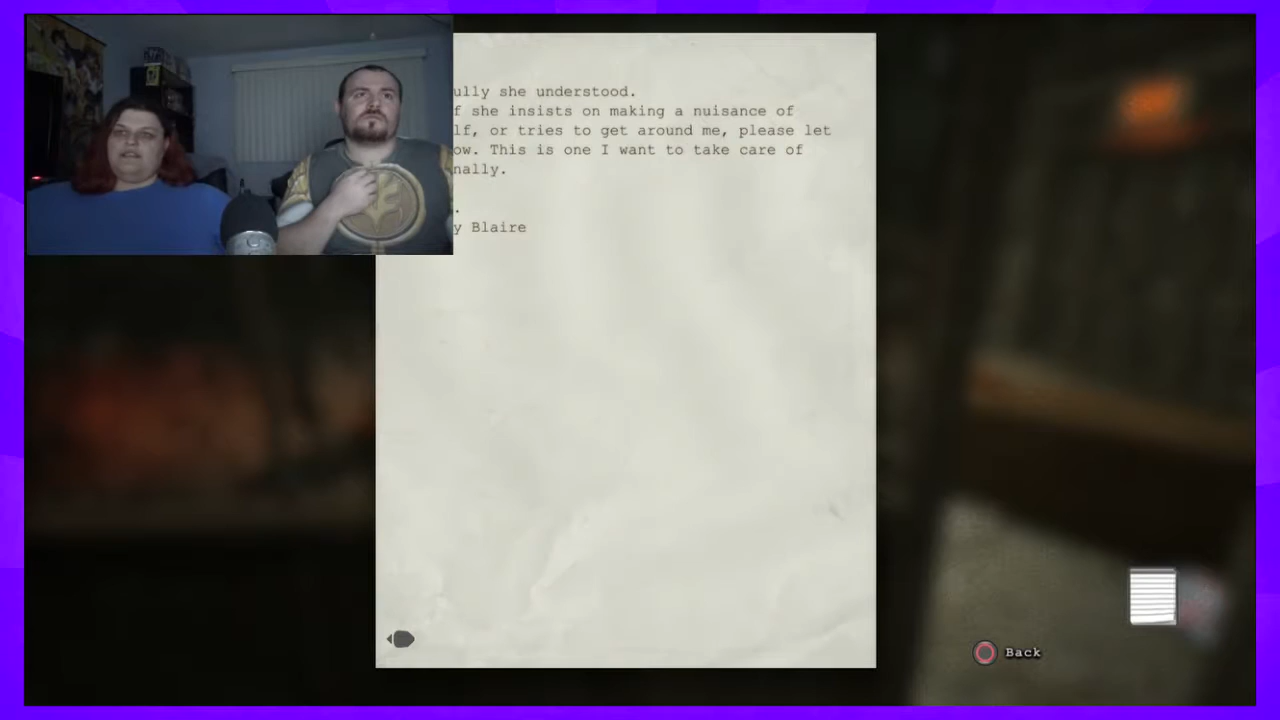 ully she understood.
f she insists on making a nuisance of
lf, or tries to get around me, please let
ow. This is one I want to take care of
nally.
.
y Blaire
Back